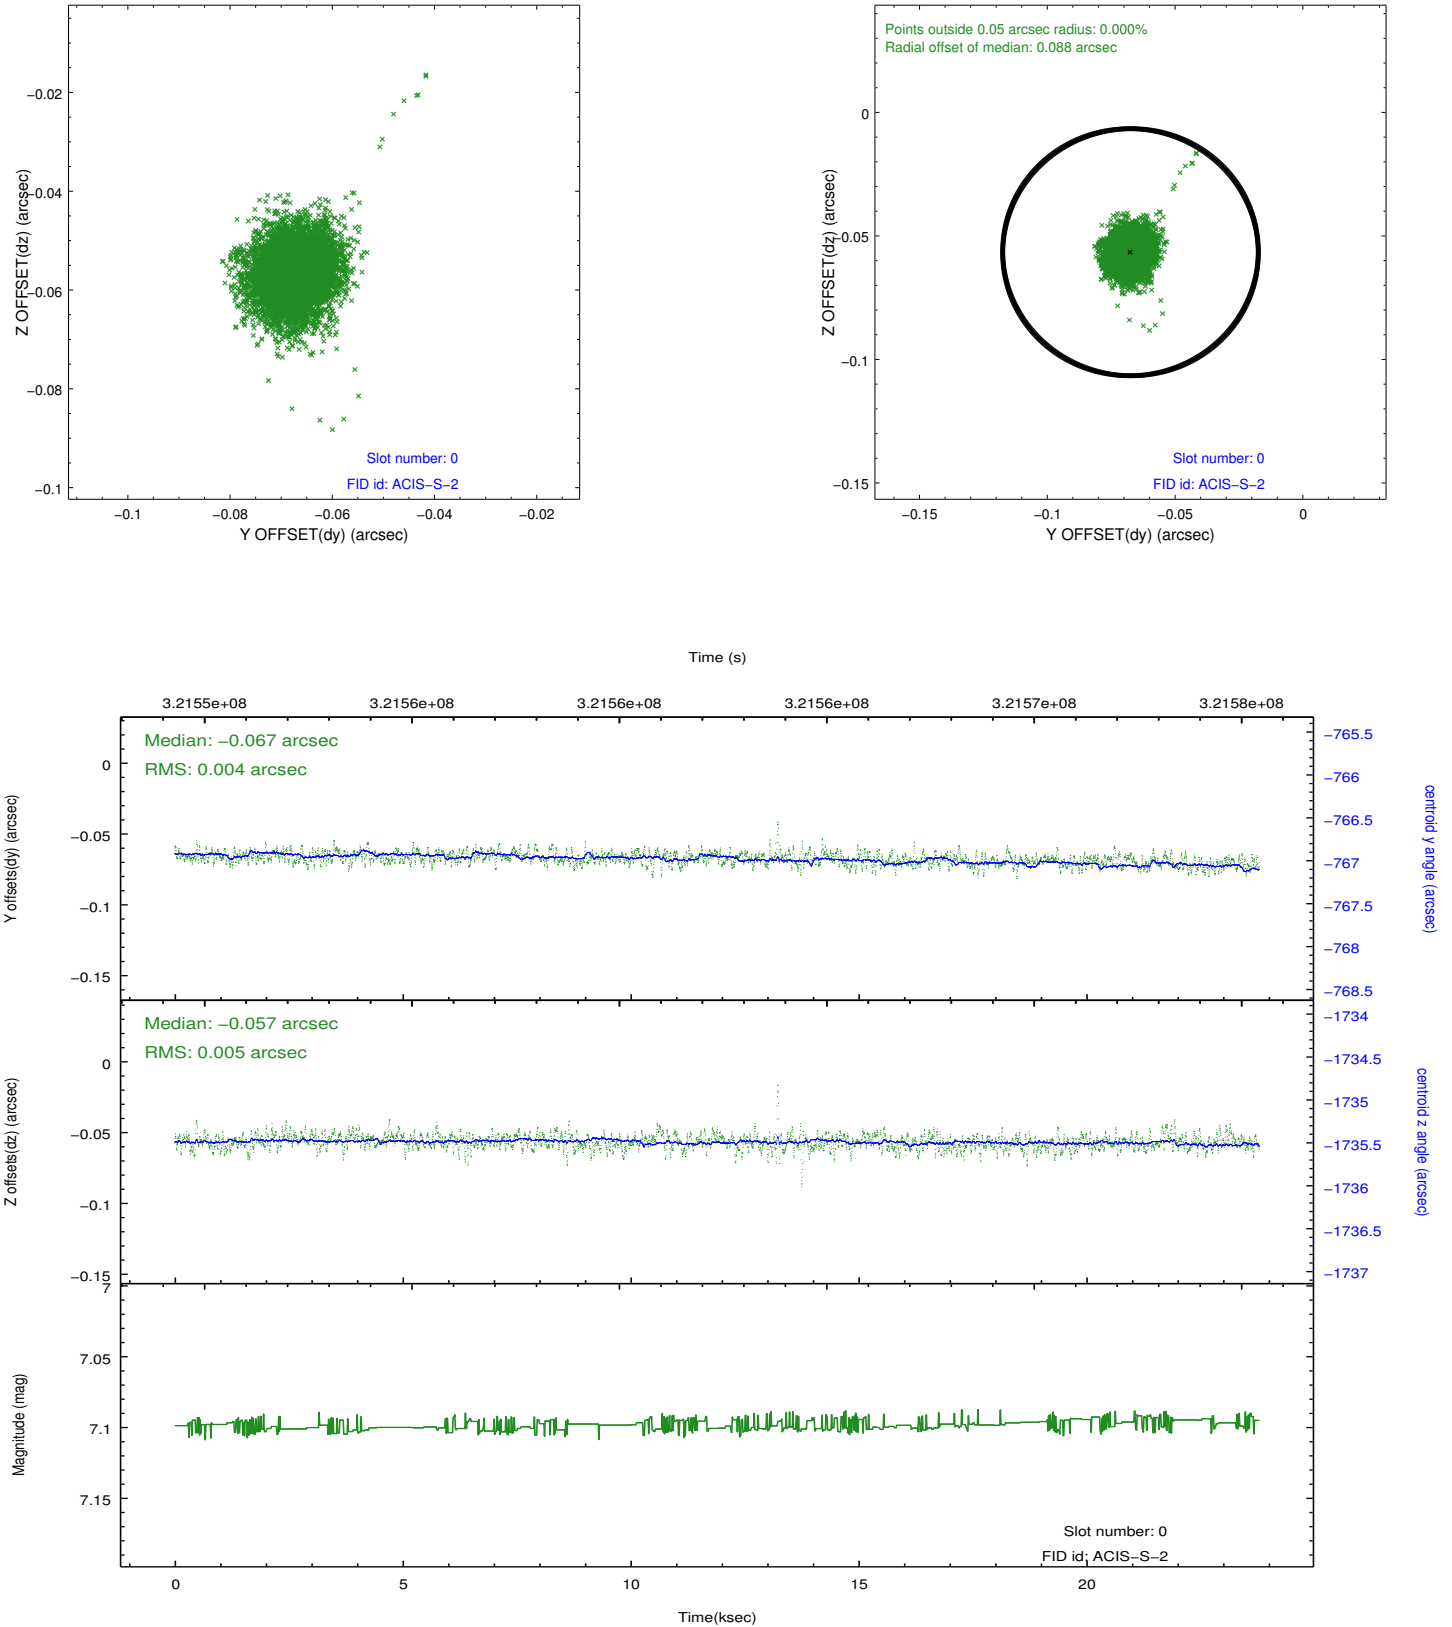 −0.02
−0.04
−0.06
−0.08
−0.1
Z OFFSET(dz) (arcsec)
Slot number: 0
FID id: ACIS−S−2
−0.1
−0.08
−0.06
−0.04
−0.02
Y OFFSET(dy) (arcsec)
Points outside 0.05 arcsec radius: 0.000%
Radial offset of median: 0.088 arcsec
0
−0.05
−0.1
−0.15
Z OFFSET(dz) (arcsec)
Slot number: 0
FID id: ACIS−S−2
−0.15
−0.1
−0.05
0
Y OFFSET(dy) (arcsec)
Time (s)
3.2155e+08
3.2156e+08
3.2156e+08
3.2156e+08
3.2157e+08
3.2158e+08
Median: −0.067 arcsec
RMS: 0.004 arcsec
0
−0.05
−0.1
−0.15
Y offsets(dy) (arcsec)
−765.5
−766
−766.5
−767
−767.5
−768
−768.5
centroid y angle (arcsec)
Median: −0.057 arcsec
RMS: 0.005 arcsec
0
−0.05
−0.1
−0.15
Z offsets(dz) (arcsec)
−1734
−1734.5
−1735
−1735.5
−1736
−1736.5
−1737
centroid z angle (arcsec)
7
7.05
7.1
7.15
Magnitude (mag)
Slot number: 0
FID id: ACIS−S−2
0
5
10
15
20
Time(ksec)